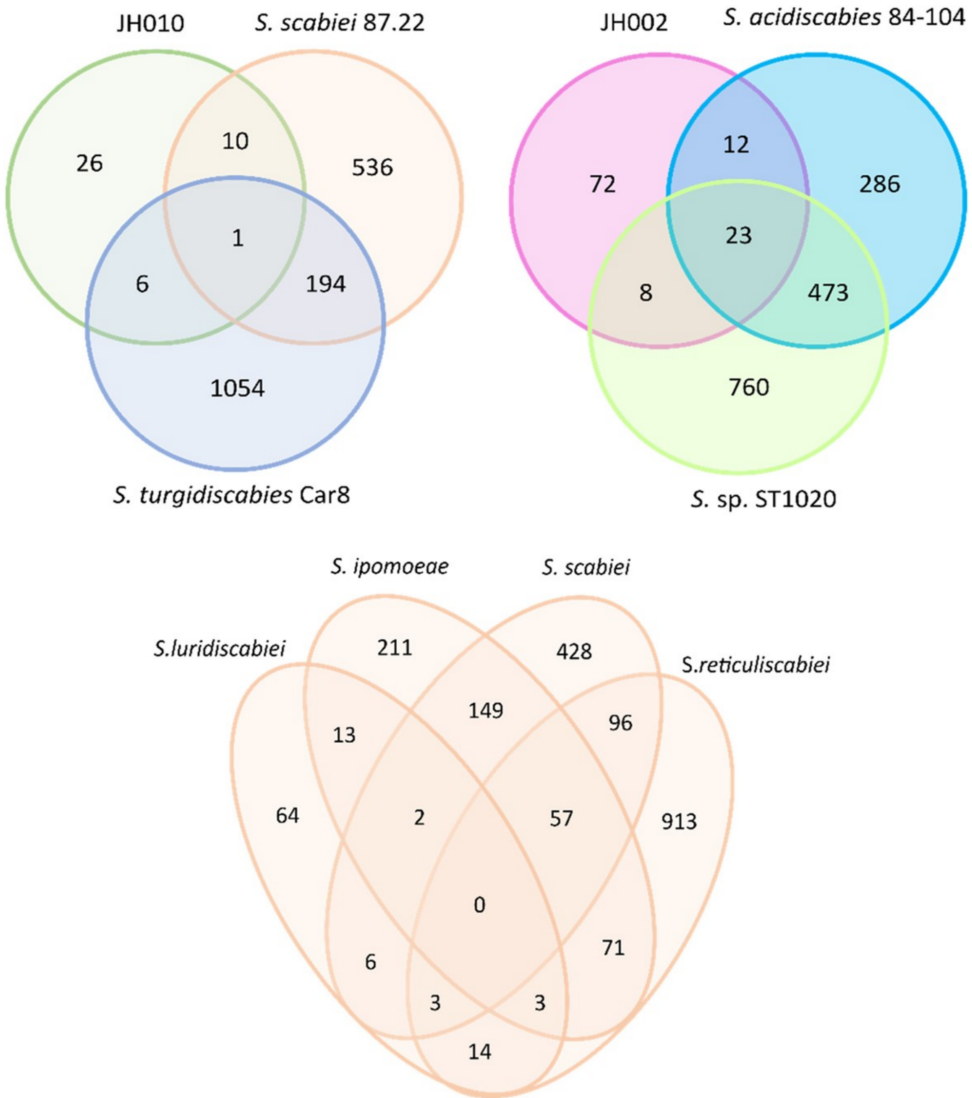 JH010
S. scabiei 87.22
26
10
536
1
6
194
1054
S. turgidiscabies Car8
JH002
S. acidiscabies 84-104
72
12
286
23
8
473
760
S. sp. ST1020
S. ipomoeae
S. scabiei
S.luridiscabiei
S.reticuliscabiei
211
428
149
13
96
64
2
57
913
0
6
71
3
3
14